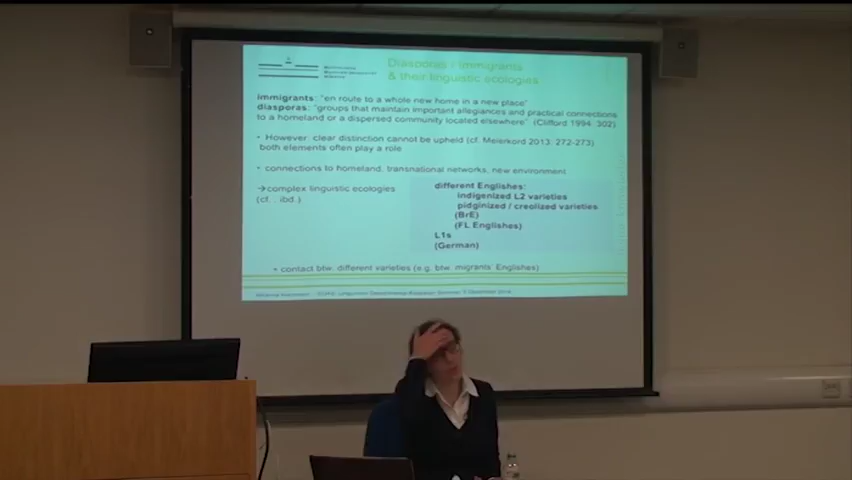 Diasporas / Immigrants
& their linguistic ecologies
immigrants: "en route to a whole new home in a new place"
diasporas: "groups that maintain important allegiances and practical connections
to a homeland or a dispersed community located elsewhere" (Clifford 1994: 302)
• However: clear distinction cannot be upheld (cf. Meierkord 2013: 272-273)
both elements often play a role
• connections to homeland, transnational networks, new environment
→complex linguistic ecologies
(cf. : ibd.)
different Englishes:
indigenized L2 varieties
pidginized / creolized varieties
(BrE)
(FL Englishes)
L1s
(German)
• contact btw. different varieties (e.g. btw. migrants' Englishes)